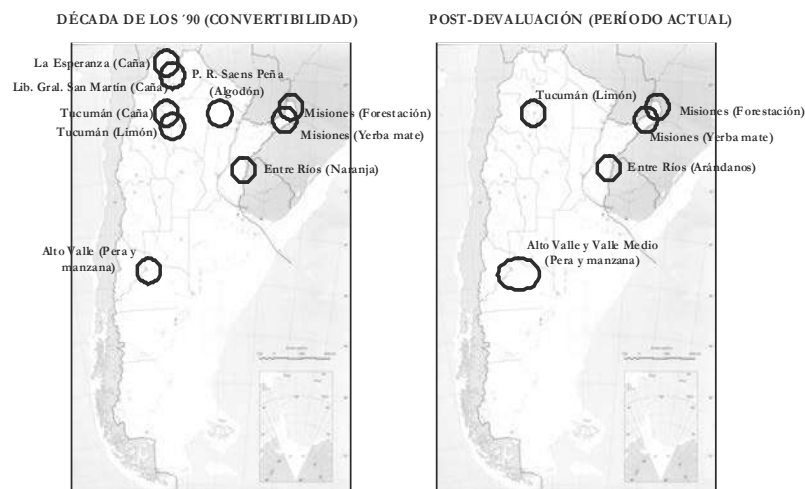 DÉCADA DE LOS ´90 (CONVERTIBILIDAD)
La Esperanza (Caña)
Lib. Gral. San Martín (Caña)
P. R. Saens Peña
(Algodón)
Tucumán (Caña)
Tucumán (Limón)
Misiones (Forestación)
Misiones (Yerba mate)
Entre Ríos (Naranja)
Alto Valle (Pera y
manzana)
POST-DEVALUACIÓN (PERÍODO ACTUAL)
Tucumán (Limón)
Misiones (Forestación)
Misiones (Yerba mate)
Entre Ríos (Arándanos)
Alto Valle y Valle Medio
(Pera y manzana)